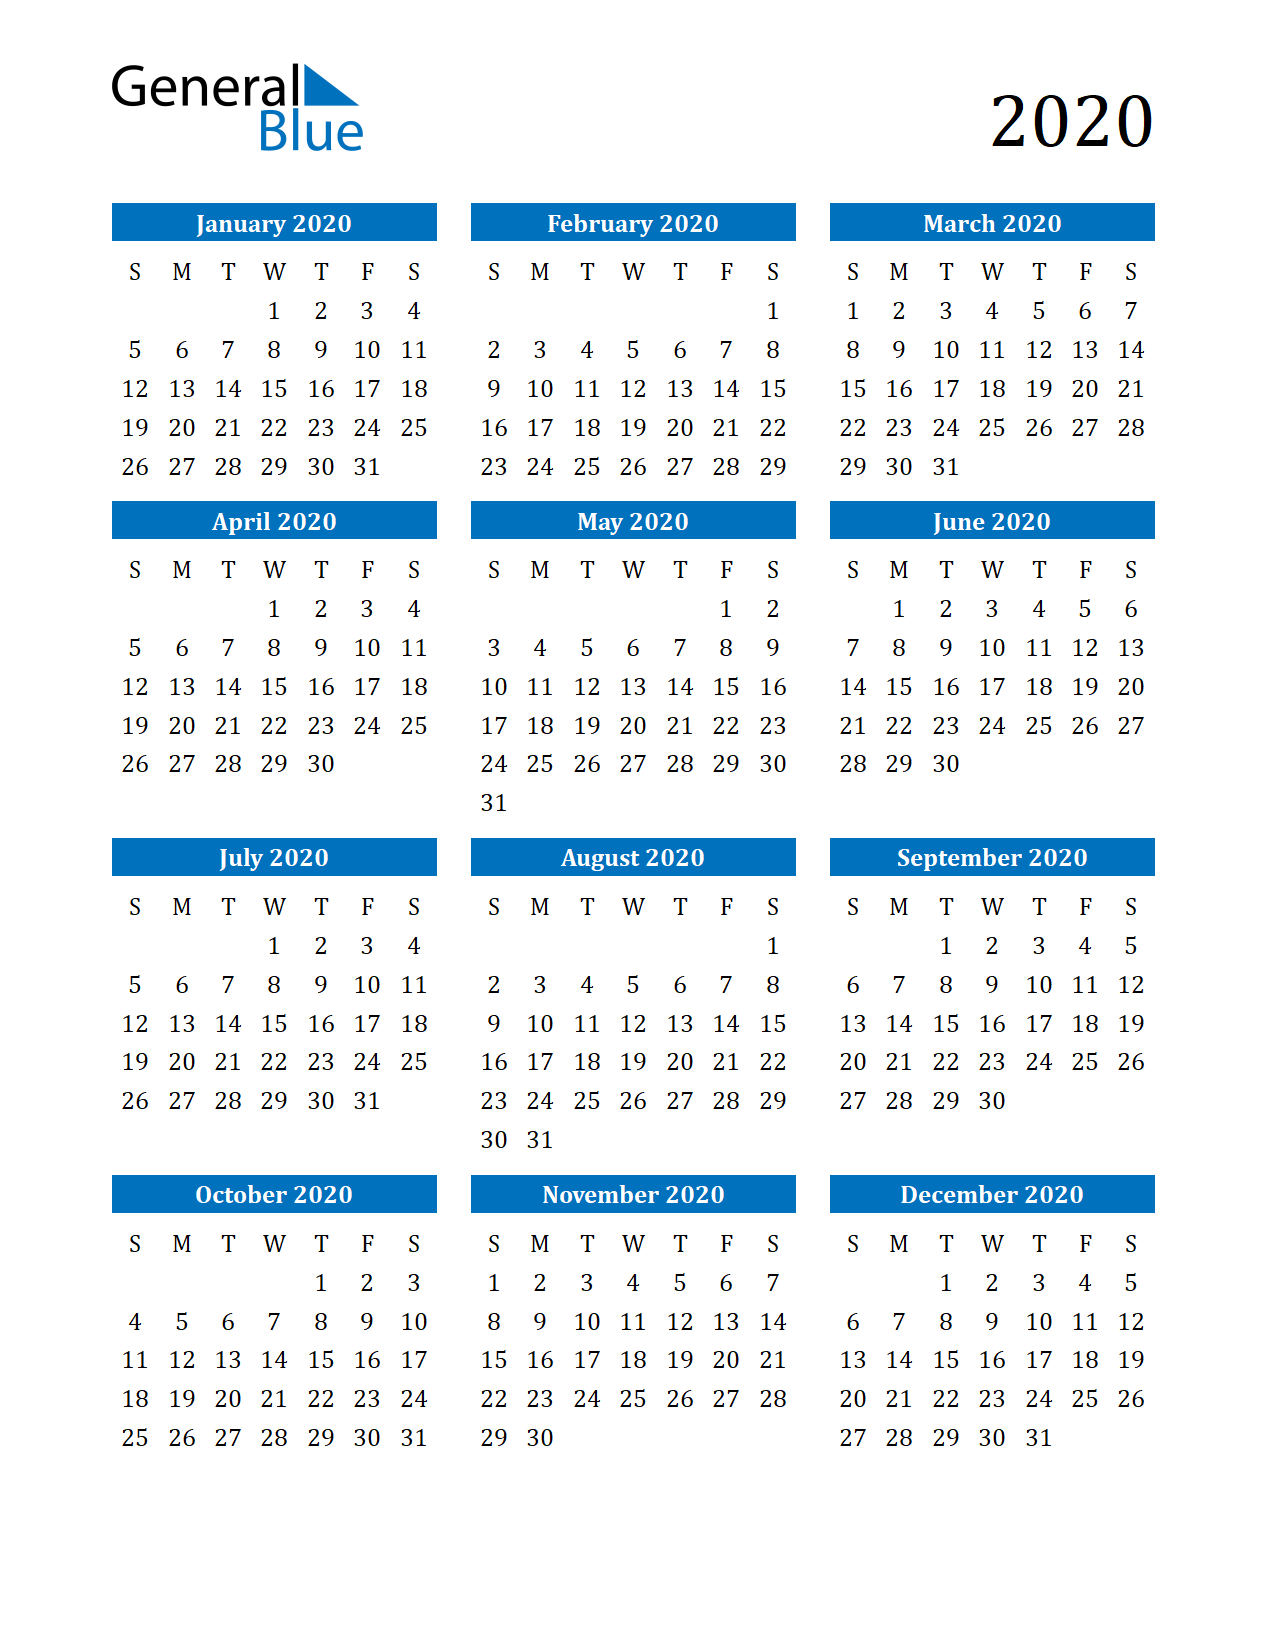 General
Blue
2020
January 2020
S M T W T F S
1 2 3 4
5 6 7 8 9 10 11
12 13 14 15 16 17 18
19 20 21 22 23 24 25
26 27 28 29 30 31
February 2020
S M T W T F S
1
2 3 4 5 6 7 8
9 10 11 12 13 14 15
16 17 18 19 20 21 22
23 24 25 26 27 28 29
March 2020
S M T W T F S
1 2 3 4 5 6 7
8 9 10 11 12 13 14
15 16 17 18 19 20 21
22 23 24 25 26 27 28
29 30 31
April 2020
S M T W T F S
1 2 3 4
5 6 7 8 9 10 11
12 13 14 15 16 17 18
19 20 21 22 23 24 25
26 27 28 29 30
May 2020
S M T W T F S
1 2
3 4 5 6 7 8 9
10 11 12 13 14 15 16
17 18 19 20 21 22 23
24 25 26 27 28 29 30
31
June 2020
S M T W T F S
1 2 3 4 5 6
7 8 9 10 11 12 13
14 15 16 17 18 19 20
21 22 23 24 25 26 27
28 29 30
July 2020
S M T W T F S
1 2 3 4
5 6 7 8 9 10 11
12 13 14 15 16 17 18
19 20 21 22 23 24 25
26 27 28 29 30 31
August 2020
S M T W T F S
1
2 3 4 5 6 7 8
9 10 11 12 13 14 15
16 17 18 19 20 21 22
23 24 25 26 27 28 29
30 31
September 2020
S M T W T F S
1 2 3 4 5
6 7 8 9 10 11 12
13 14 15 16 17 18 19
20 21 22 23 24 25 26
27 28 29 30
October 2020
S M T W T F S
1 2 3
4 5 6 7 8 9 10
11 12 13 14 15 16 17
18 19 20 21 22 23 24
25 26 27 28 29 30 31
November 2020
S M T W T F S
1 2 3 4 5 6 7
8 9 10 11 12 13 14
15 16 17 18 19 20 21
22 23 24 25 26 27 28
29 30
December 2020
S M T W T F S
1 2 3 4 5
6 7 8 9 10 11 12
13 14 15 16 17 18 19
20 21 22 23 24 25 26
27 28 29 30 31